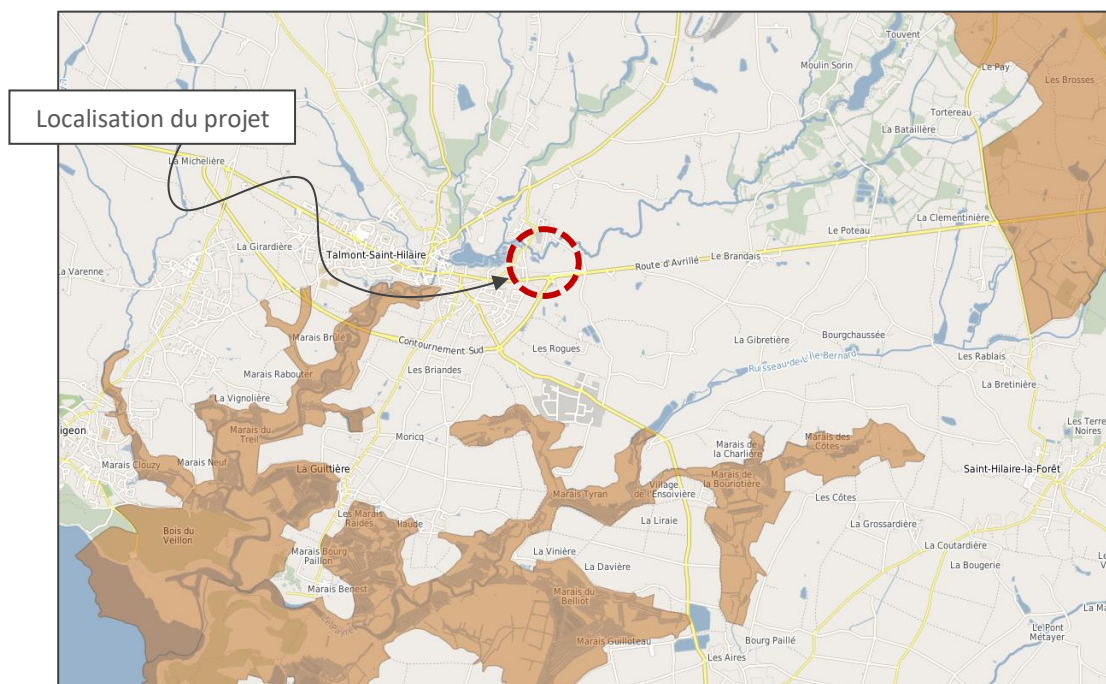 Touvent
Moulin Sorin
Le Pay
Les Brosses
Localisation du projet
Tortereau
La Bataillère
La Michelière
La Clementinière
Le Poteau
La Girardière
Talmont-Saint-Hilaire
Route d'Avrillé
Le Brandais
La Varenne
Marais Brulé
Bourgchaussée
Contournement Sud
Les Rogues
La Gibretière
Ruisseau de L'Île Bernard
Les Rablais
Les Briandes
Marais Rabouter
La Bretinière
La Vignolière
Les Terres
Noires
igeon
Marais du
Treil
Moricq
Marais de
la Charlière
Marais des
Côtes
Marais Clouzy
Marais Neuf
La Guittière
Saint-Hilaire-la-Forêt
Marais de
la Bouriotière
Village
de l'Ensoivière
Marais Tyran
Les Côtes
Les Marais
Raides
Ilaude
La Liraie
La Grossardière
Bois du
Veillon
La Coutardière
Marais Bourg
Paillon
La Vinière
La Davière
La Bougerie
Marais Benest
Marais du
Belliot
La Ma
Le Pont
Métayer
Marais Guilloteau
Bourg Paillé
Les Aires